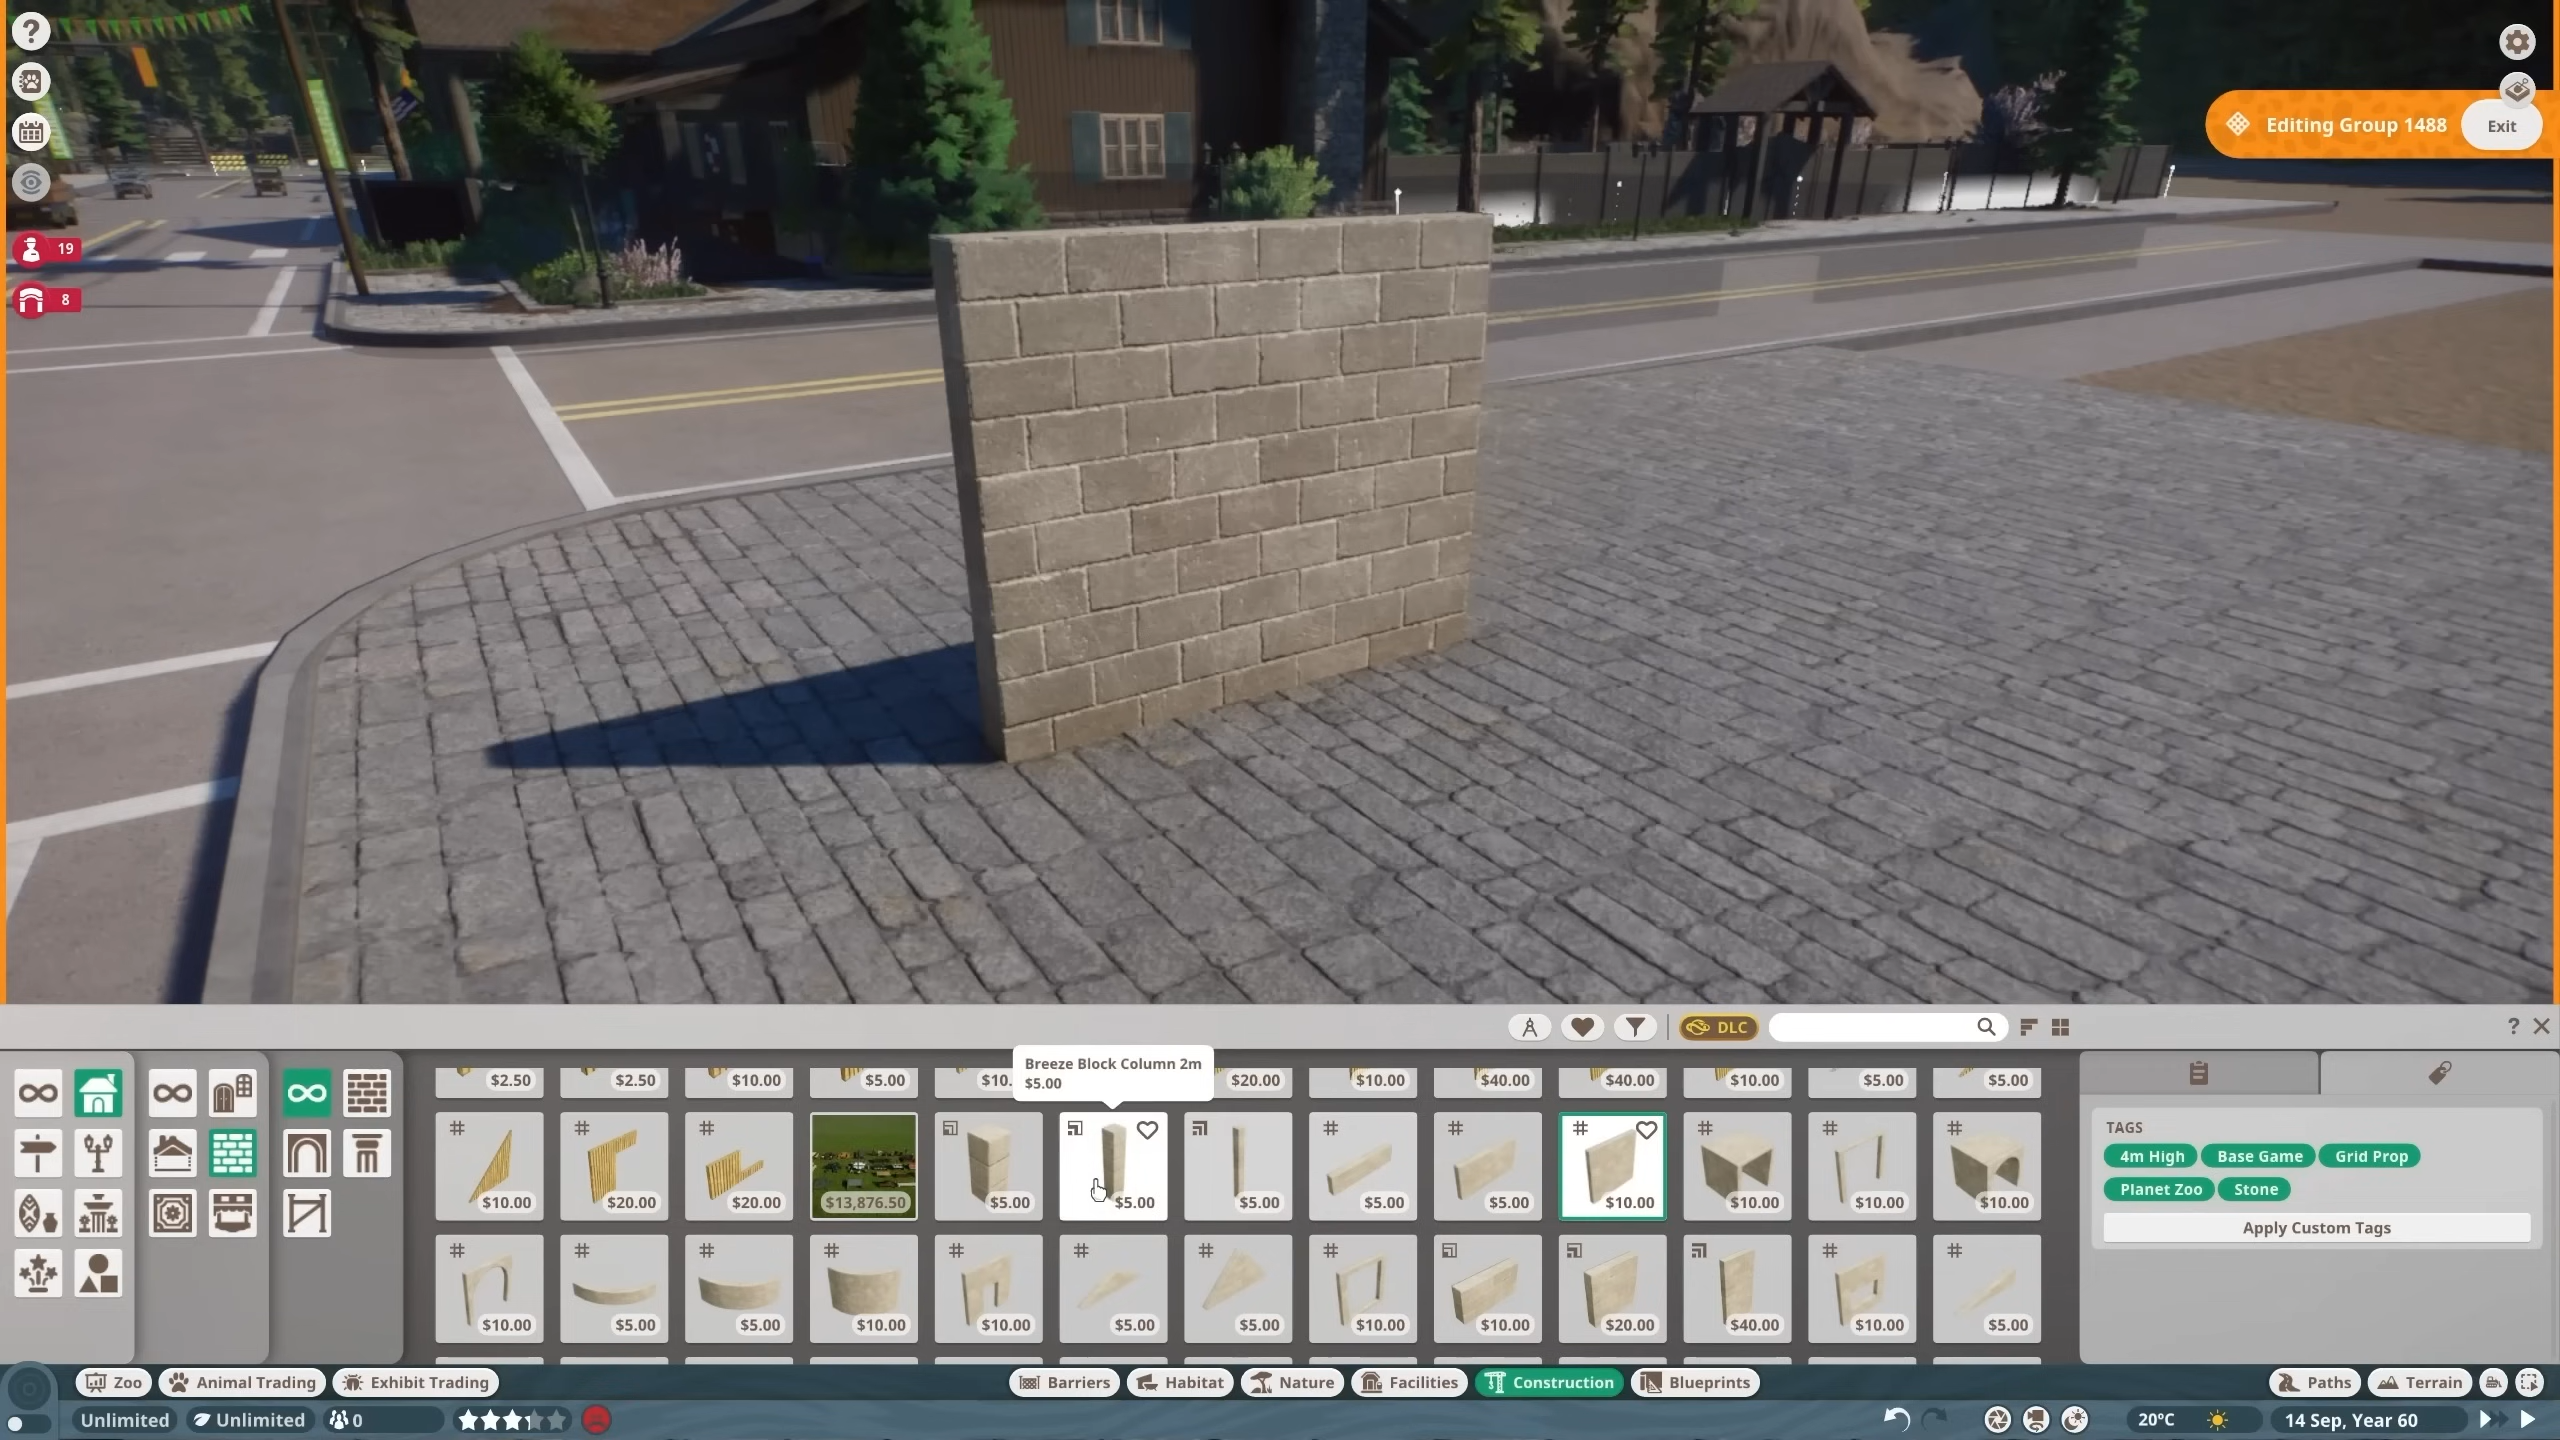 Editing Group 1488
Exit
19
8
DLC
Breeze Block Column 2m
$5.00
$2.50
$2.50
$10.00
$5.00
$10.
$20.00
$10.00
$40.00
$40.00
$10.00
$5.00
$5.00
$10.00
$20.00
$20.00
$13,876.50
$5.00
$5.00
$5.00
$5.00
$5.00
$10.00
$10.00
$10.00
$10.00
$10.00
$5.00
$5.00
$10.00
$10.00
$5.00
$5.00
$10.00
$10.00
$20.00
$40.00
$10.00
$5.00
TAGS
4m High
Base Game
Grid Prop
Planet Zoo
Stone
Apply Custom Tags
Zoo
Animal Trading
Exhibit Trading
Barriers
Habitat
Nature
Facilities
Construction
Blueprints
Paths
Terrain
Unlimited
Unlimited
0
20°C
14 Sep, Year 60